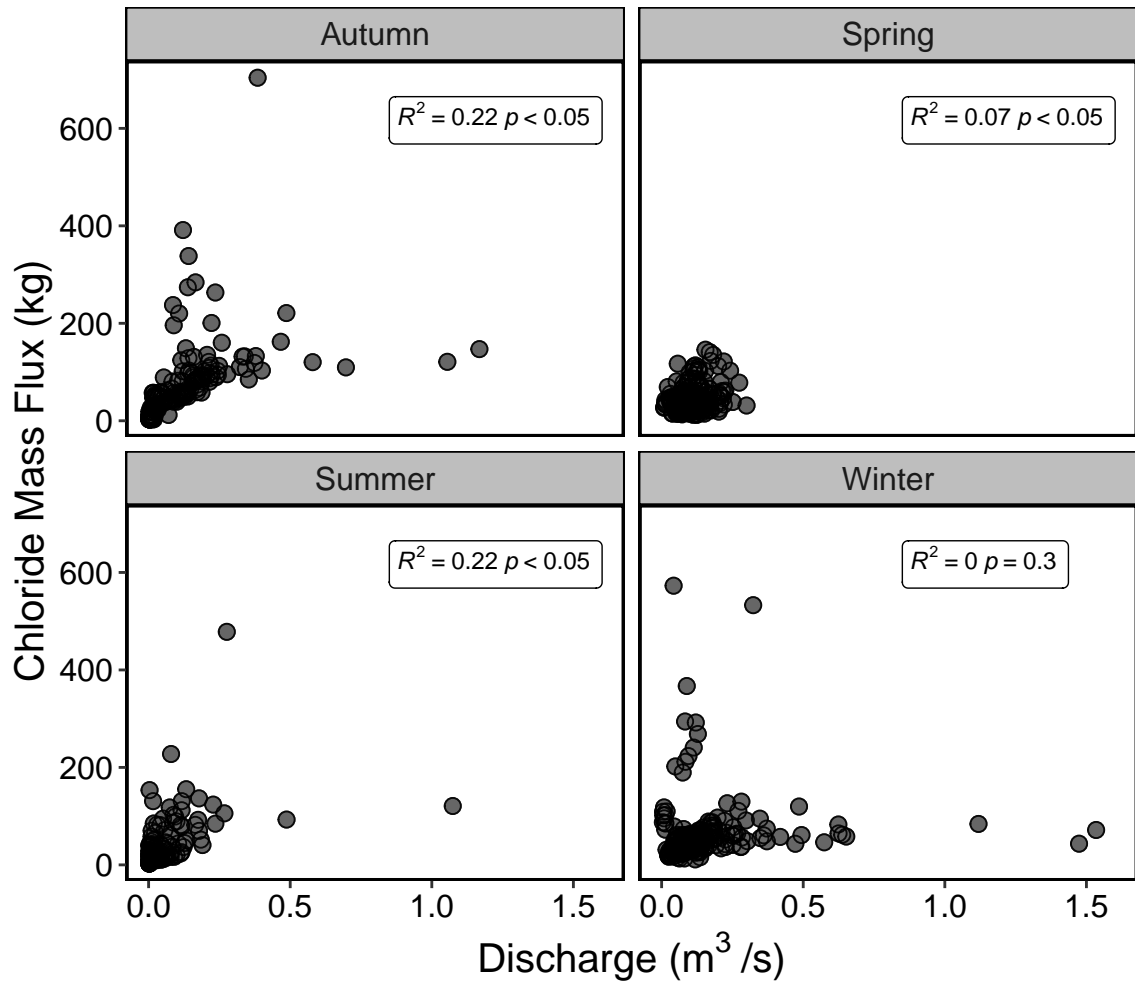 Autumn
Spring
R² = 0.22 p < 0.05
R² = 0.07 p < 0.05
600
400
200
0
Summer
Winter
R² = 0.22 p < 0.05
R² = 0 p = 0.3
600
400
200
0
0.0 0.5 1.0 1.5
0.0 0.5 1.0 1.5
Chloride Mass Flux (kg)
Discharge (m³ /s)